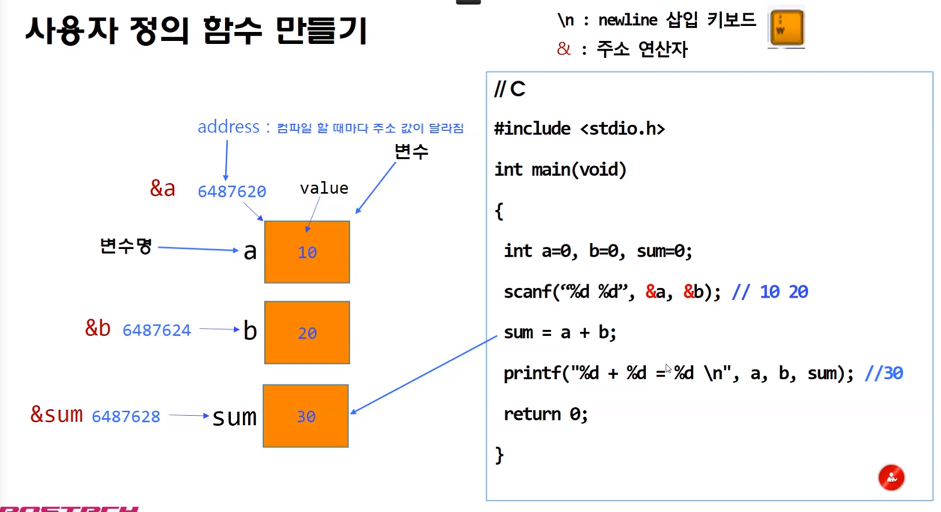 사용자 정의 함수 만들기
\n : newline 삽입 키보드
& : 주소 연산자
address : 컴파일 할 때마다 주소 값이 달라짐
변수
&a 6487620
value
변수명
a
10
&b 6487624
b
20
&sum 6487628
sum
30
// C
#include <stdio.h>
int main(void)
{
int a=0, b=0, sum=0;
scanf(“%d %d”, &a, &b); // 10 20
sum = a + b;
printf("%d + %d = %d \n", a, b, sum); //30
return 0;
}